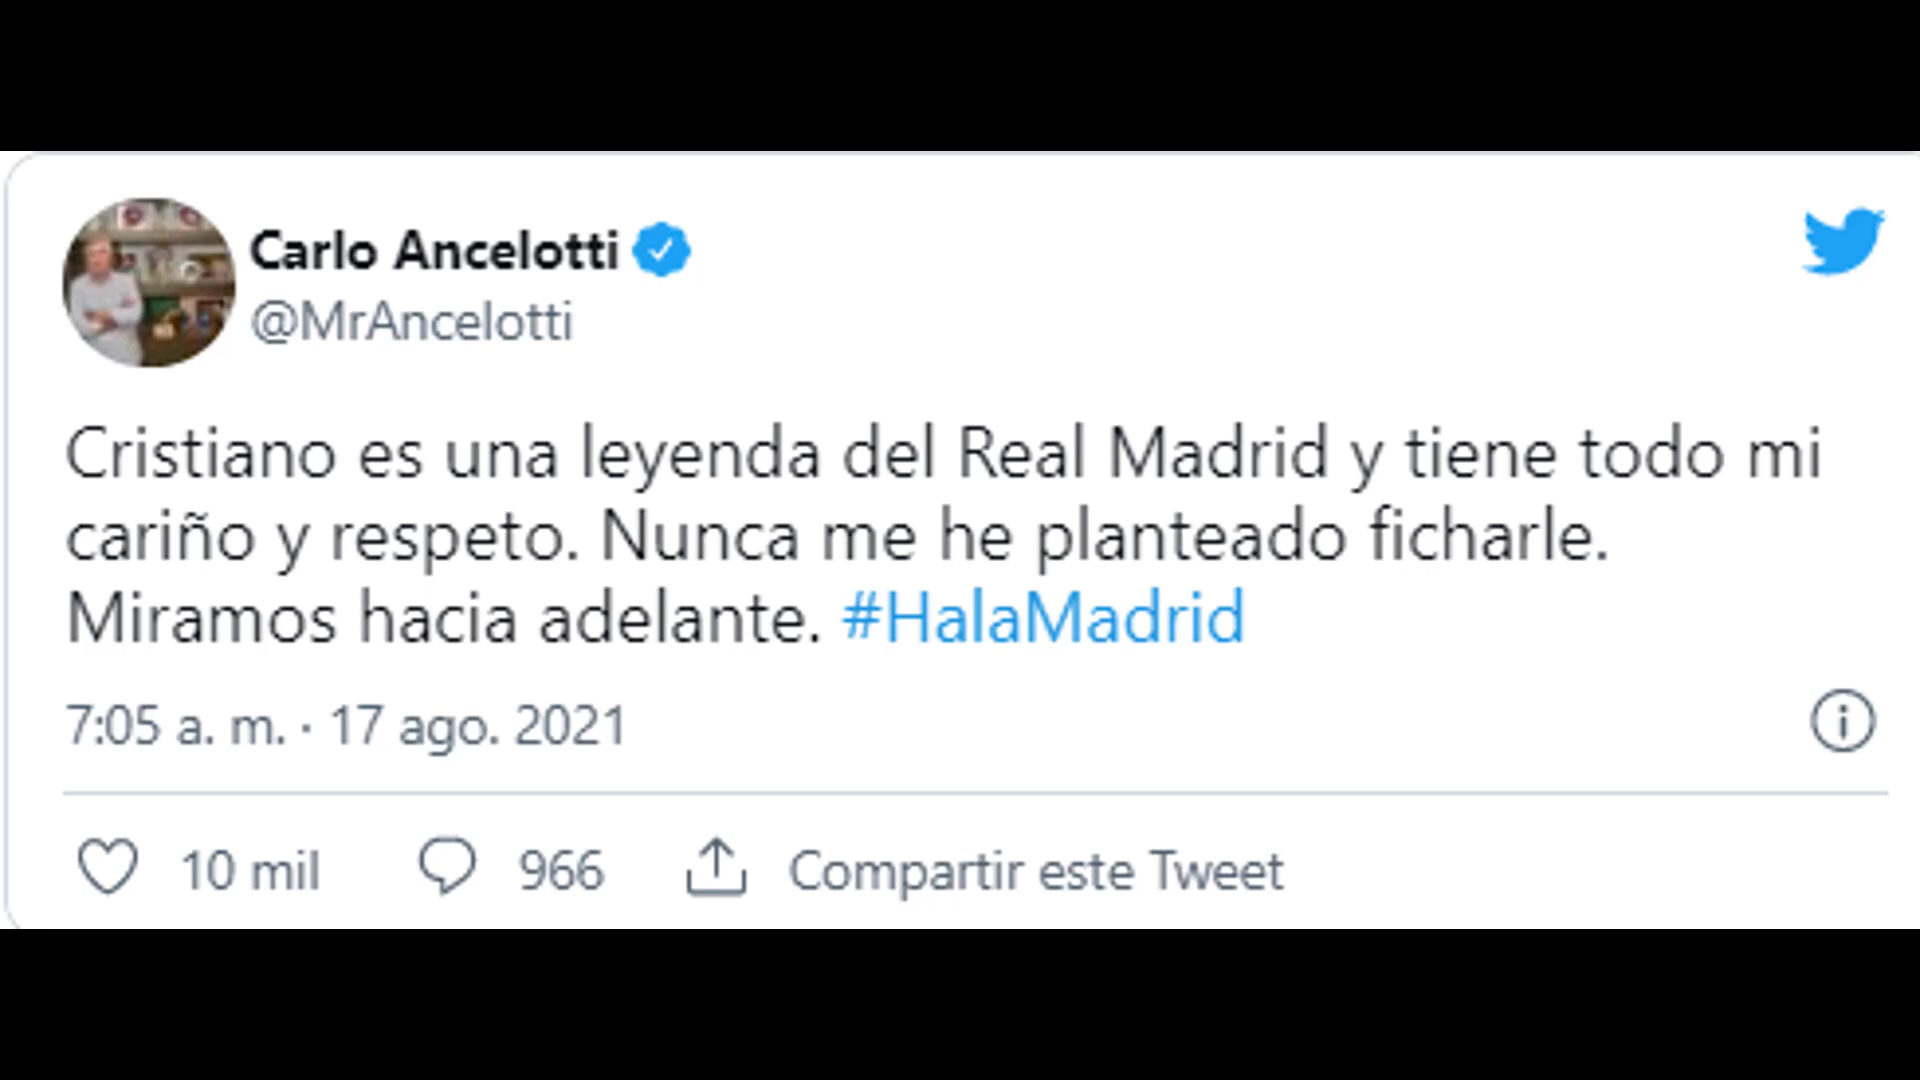 Carlo Ancelotti
@MrAncelotti
Cristiano es una leyenda del Real Madrid y tiene todo mi
cariño y respeto. Nunca me he planteado ficharle.
Miramos hacia adelante. #HalaMadrid
7:05 a. m. · 17 ago. 2021
10 mil 966 Compartir este Tweet